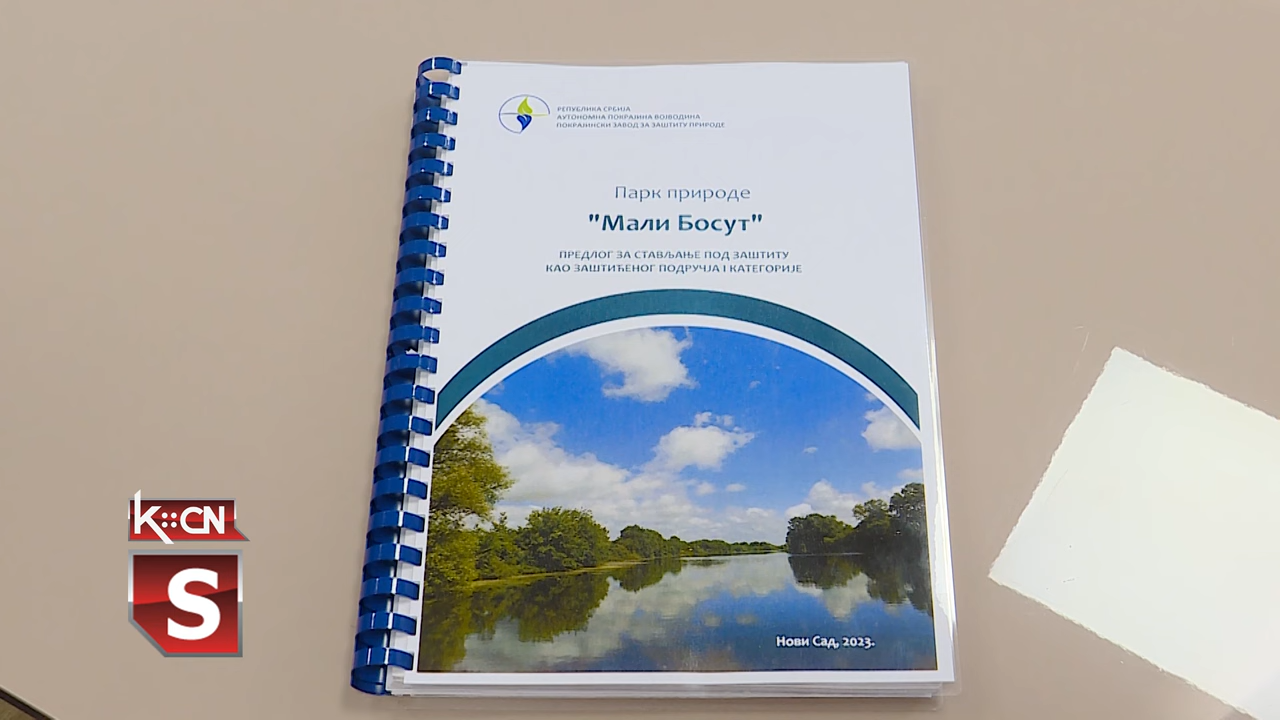 РЕПУБЛИКА СРБИЈА
АУТОНОМНА ПОКРАЈИНА ВОЈВОДИНА
ПОКРАЈИНСКИ ЗАВОД ЗА ЗАШТИТУ ПРИРОДЕ
Парк природе
"Мали Босут"
ПРЕДЛОГ ЗА СТАВЉАЊЕ ПОД ЗАШТИТУ
КАО ЗАШТИЋЕНОГ ПОДРУЧЈА I КАТЕГОРИЈЕ
Нови Сад, 2023.
K::CN
S